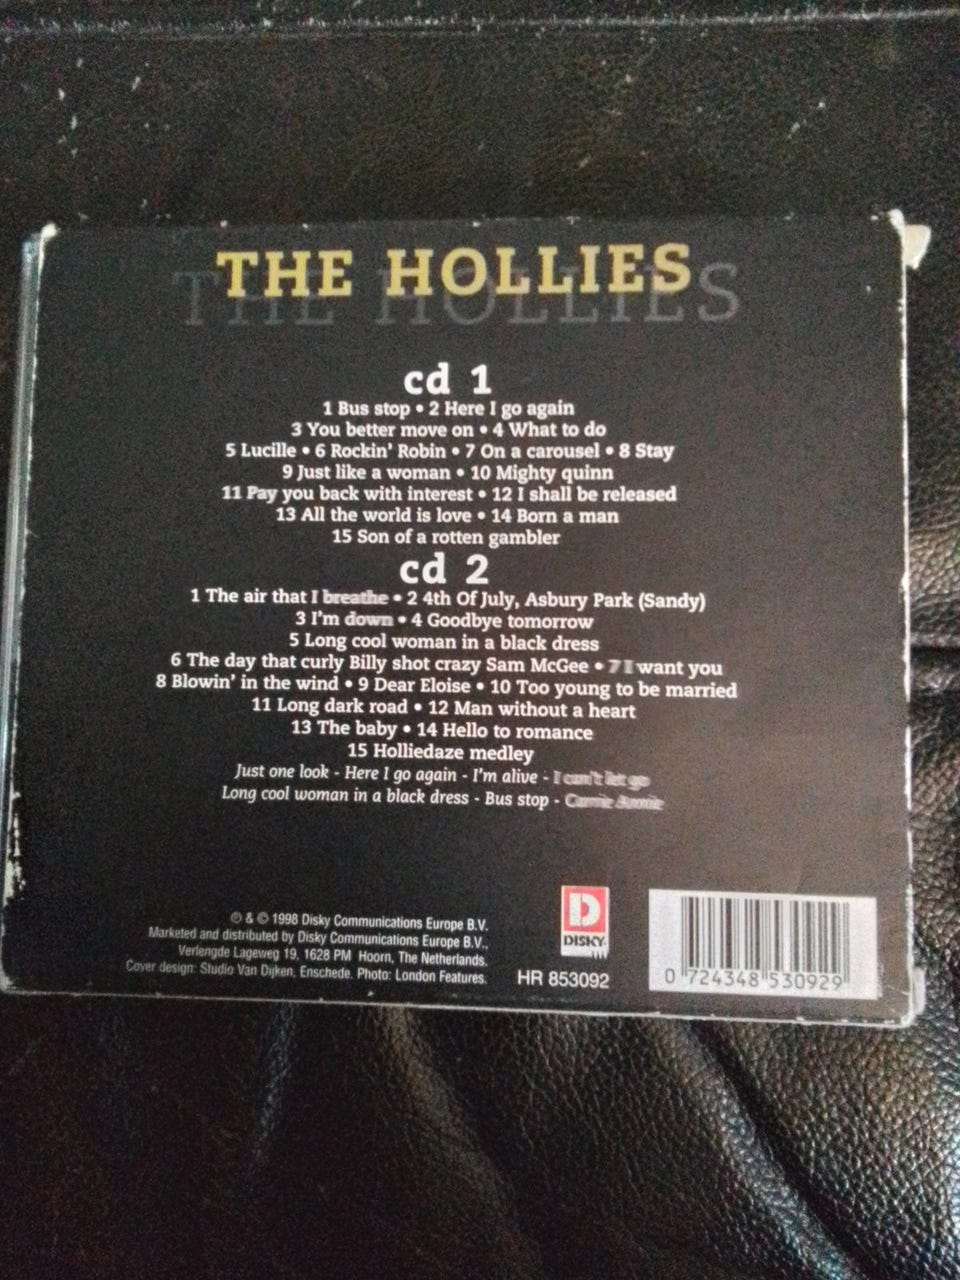 THE HOLLIES
THE HOLLIES
cd 1
1 Bus stop • 2 Here I go again
3 You better move on • 4 What to do
5 Lucille • 6 Rockin' Robin • 7 On a carousel • 8 Stay
9 Just like a woman • 10 Mighty quinn
11 Pay you back with interest • 12 I shall be released
13 All the world is love • 14 Born a man
15 Son of a rotten gambler
cd 2
1 The air that I breathe • 2 4th Of July, Asbury Park (Sandy)
3 I'm down • 4 Goodbye tomorrow
5 Long cool woman in a black dress
6 The day that curly Billy shot crazy Sam McGee • 7 I want you
8 Blowin' in the wind • 9 Dear Eloise • 10 Too young to be married
11 Long dark road • 12 Man without a heart
13 The baby • 14 Hello to romance
15 Holliedaze medley
Just one look - Here I go again - I'm alive - I can't let go
Long cool woman in a black dress - Bus stop - Carrie Annie
℗ & © 1998 Disky Communications Europe B.V.
Marketed and distributed by Disky Communications Europe B.V.,
Verlengde Lageweg 19, 1628 PM Hoorn, The Netherlands.
Cover design: Studio Van Dijken, Enschede. Photo: London Features.
D
DISKY
HR 853092
0 724348 530929